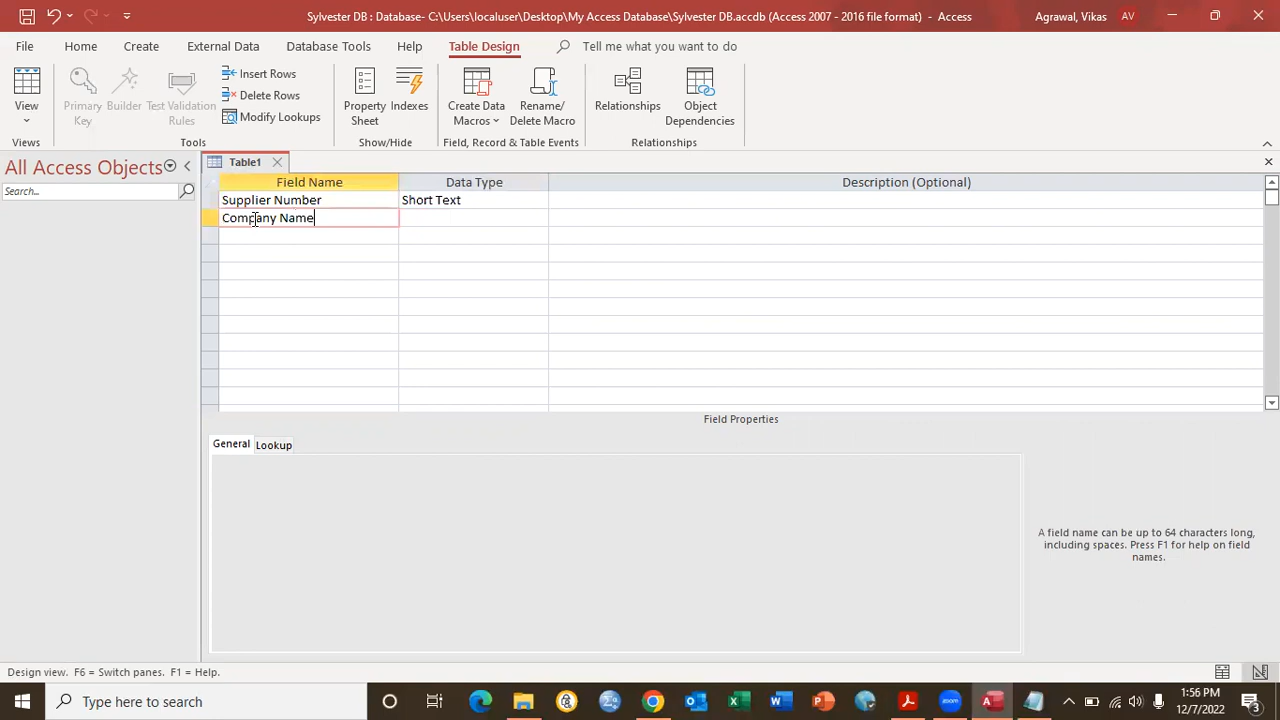 Sylvester DB : Database- C:\Users\localuser\Desktop\My Access Database\Sylvester DB.accdb (Access 2007 - 2016 file format) - Access
Agrawal, Vikas
AV
File
Home
Create
External Data
Database Tools
Help
Table Design
Tell me what you want to do
View
Primary Key
Builder
Test Validation Rules
Insert Rows
Delete Rows
Modify Lookups
Property Sheet
Indexes
Create Data Macros
Rename/ Delete Macro
Relationships
Object Dependencies
Views
Tools
Show/Hide
Field, Record & Table Events
Relationships
All Access Objects
Search...
Table1
Field Name
Data Type
Description (Optional)
Supplier Number
Short Text
Company Name
Field Properties
General
Lookup
A field name can be up to 64 characters long,
including spaces. Press F1 for help on field
names.
Design view. F6 = Switch panes. F1 = Help.
Type here to search
1:56 PM
12/7/2022
3